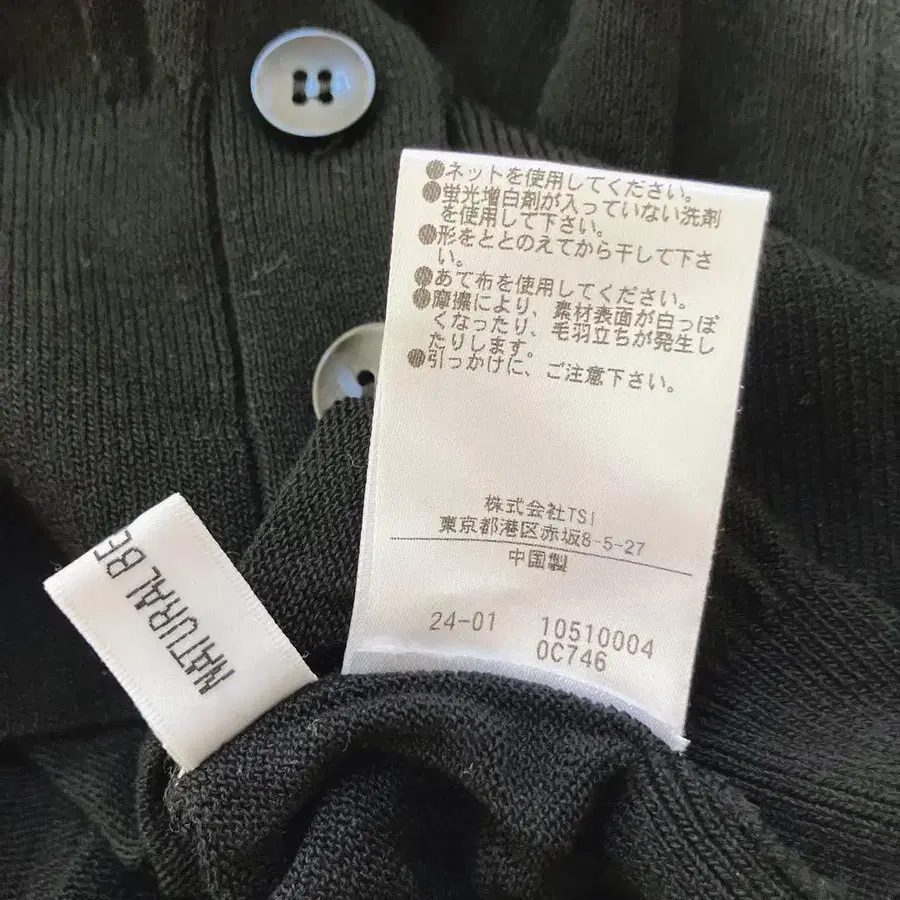 ●ネットを使用してください。
●蛍光増白剤が入っていない洗剤
を使用して下さい。
●形をととのえてから干して下さ
い。
●あて布を使用してください。
●摩擦により、素材表面が白っぽ
くなったり、毛羽立ちが発生し
たりします。
●引っかけに、ご注意下さい。
株式会社TSI
東京都港区赤坂8-5-27
中国製
24-01 10510004
0C746
NATURAL BE